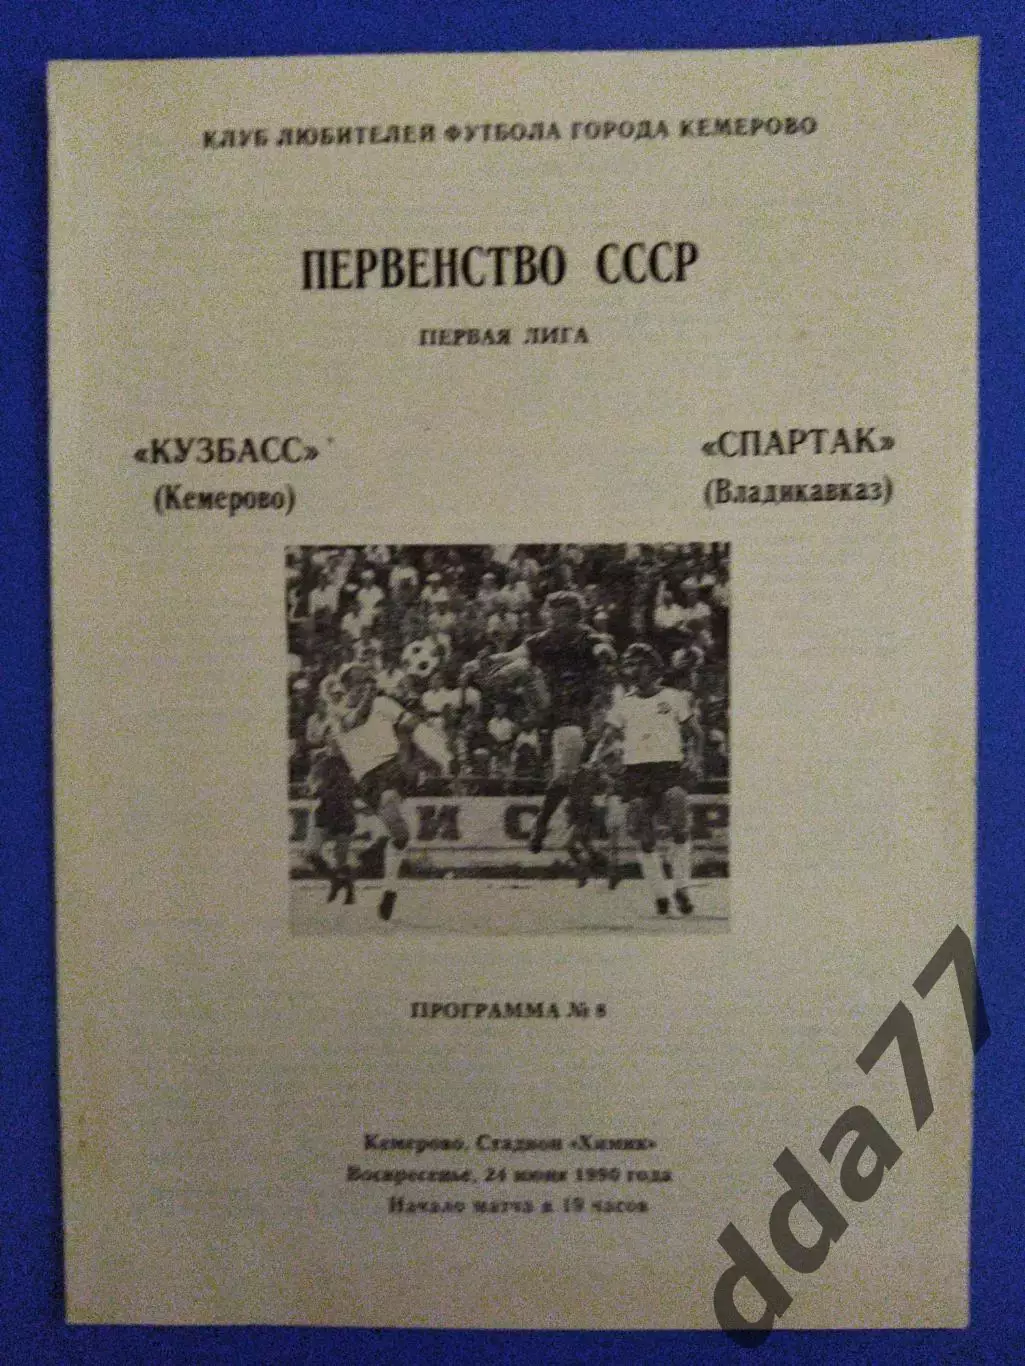 КЛУБ ЛЮБИТЕЛЕЙ ФУТБОЛА ГОРОДА КЕМЕРОВО
ПЕРВЕНСТВО СССР
ПЕРВАЯ ЛИГА
«КУЗБАСС»
(Кемерово)
«СПАРТАК»
(Владикавказ)
ПРОГРАММА № 8
Кемерово. Стадион «Химик»
Воскресенье, 24 июня 1990 года
Начало матча в 19 часов
dda77